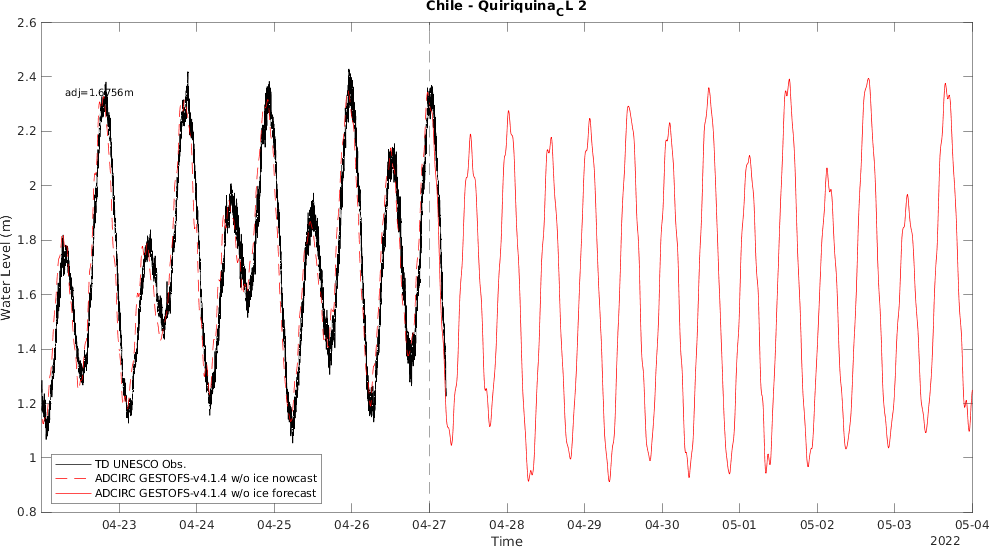 Chile - Quiriquina_CL 2
2.6
2.4
adj=1.6756m
2.2
2
1.8
Water Level (m)
1.6
1.4
1.2
1
0.8
TD UNESCO Obs.
ADCIRC GESTOFS-v4.1.4 w/o ice nowcast
ADCIRC GESTOFS-v4.1.4 w/o ice forecast
04-23 04-24 04-25 04-26 04-27 04-28 04-29 04-30 05-01 05-02 05-03 05-04
Time
2022